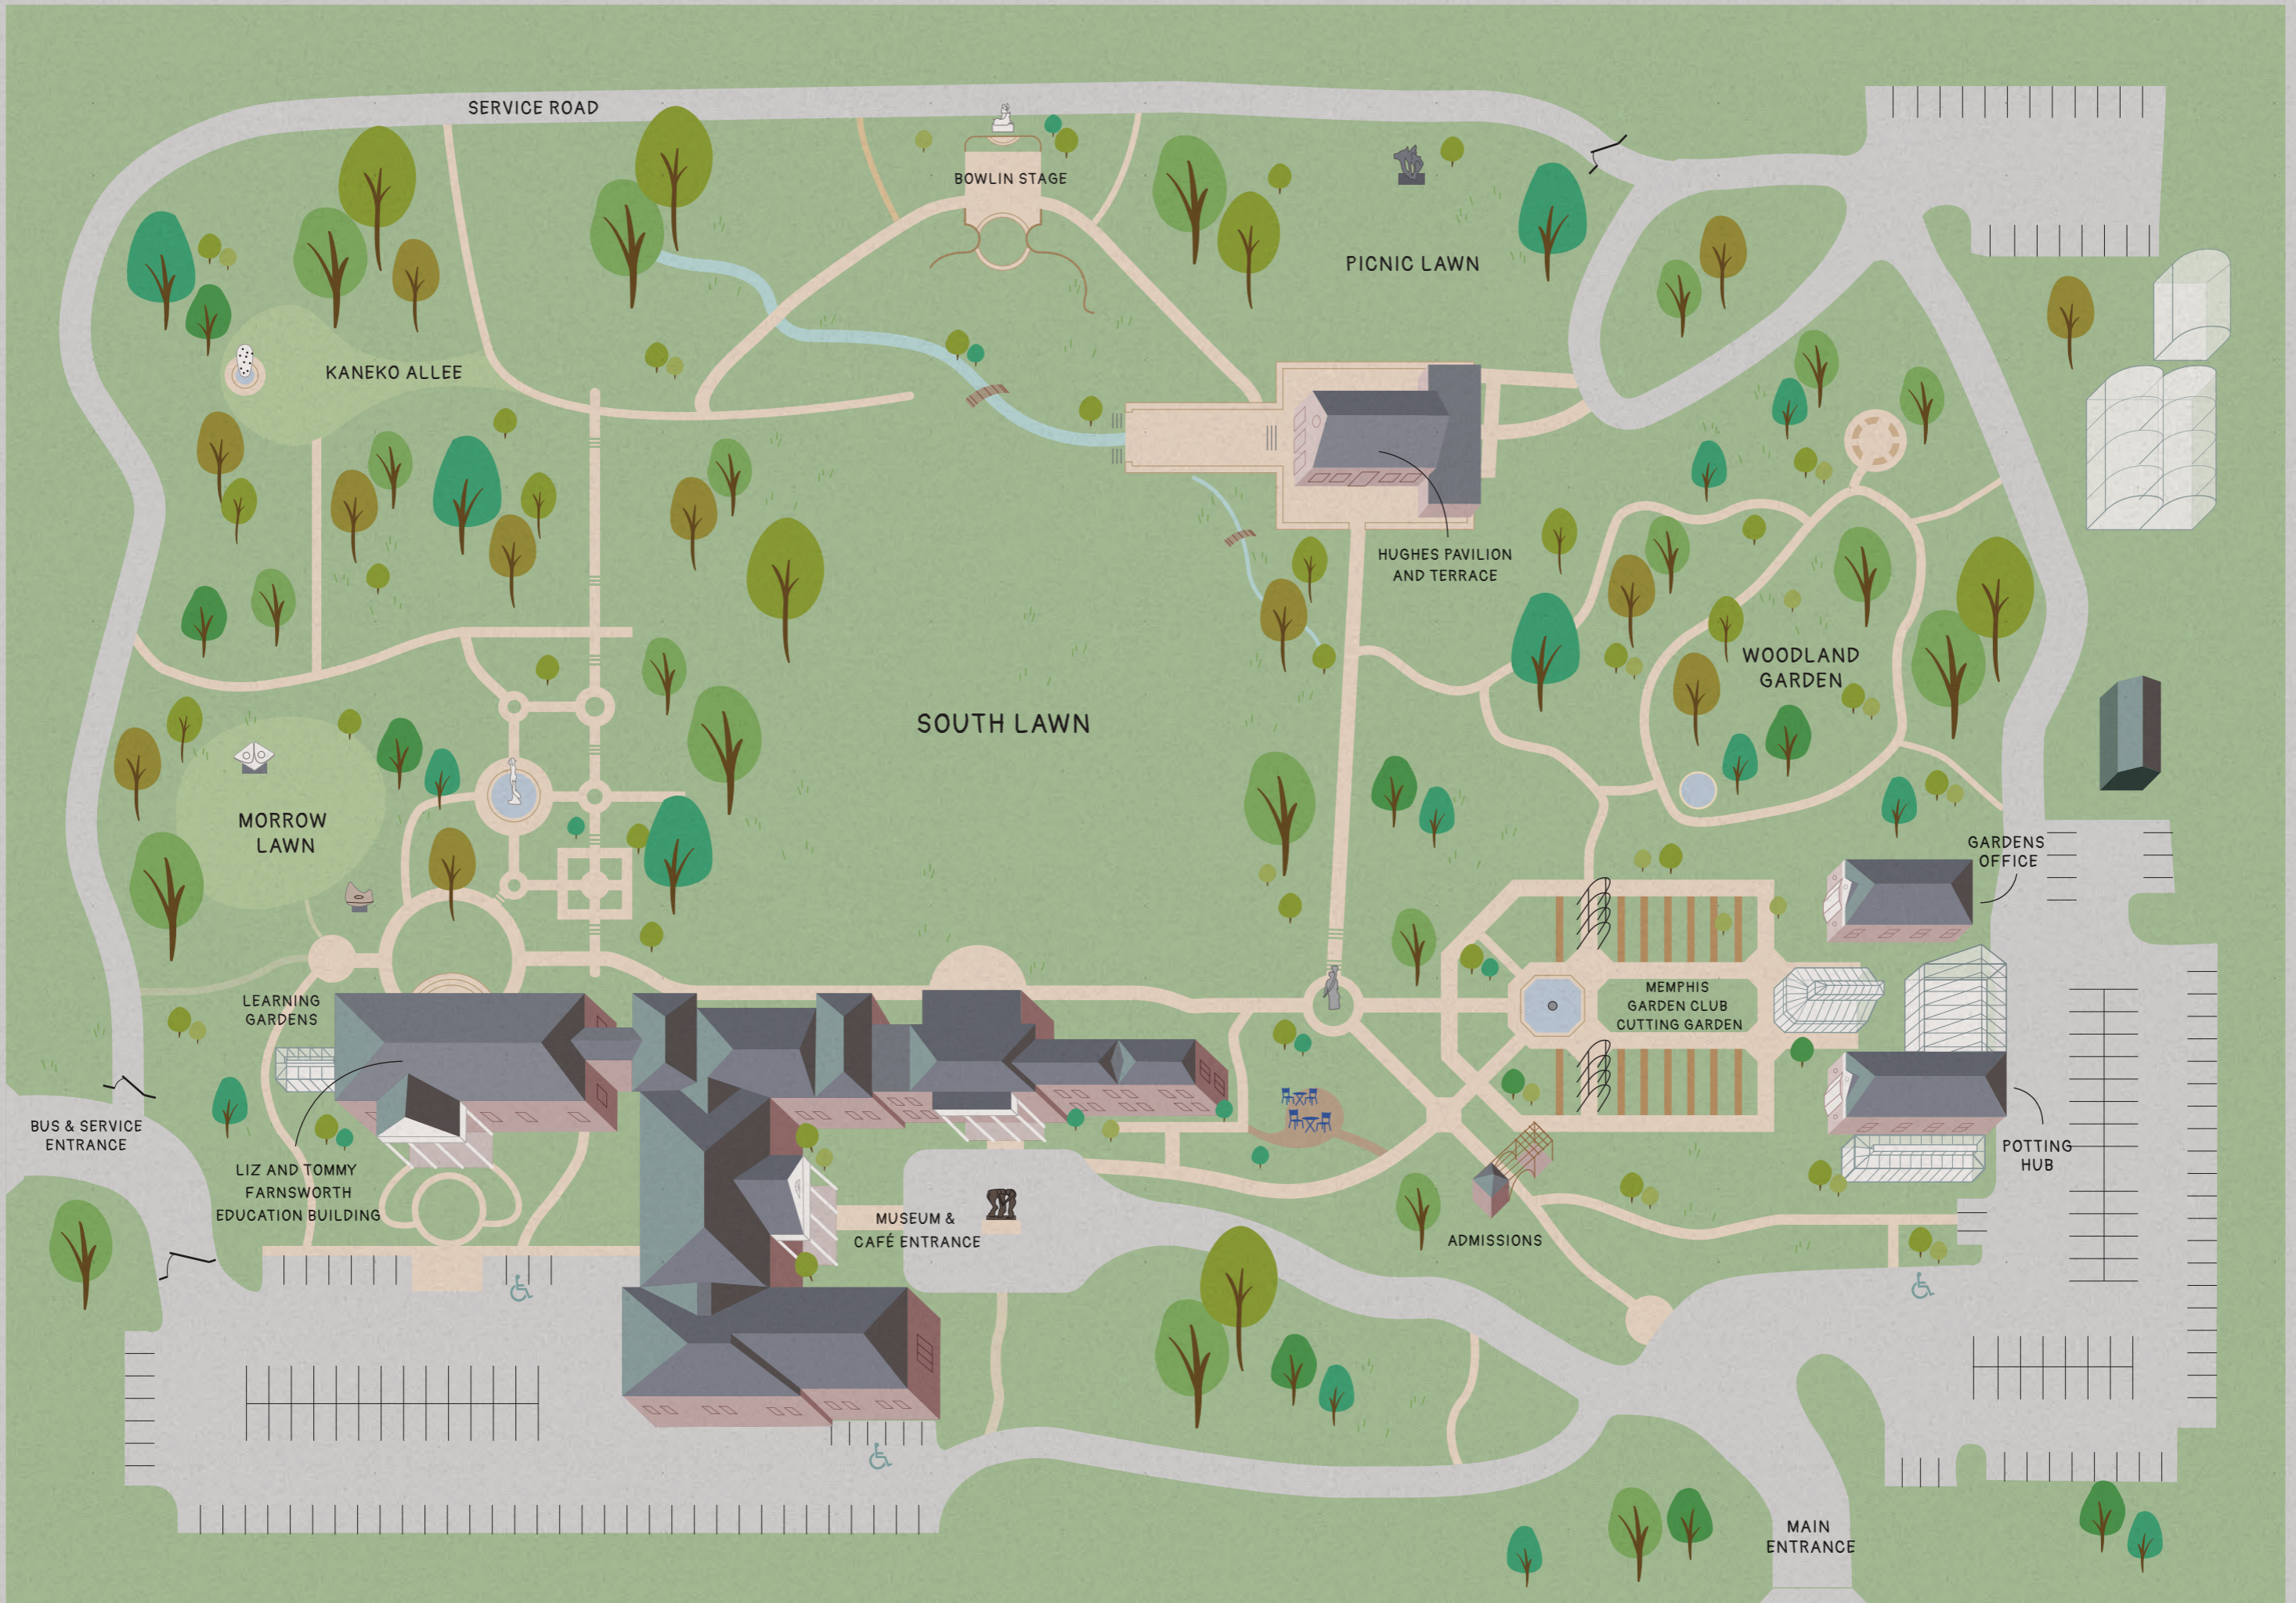 SERVICE ROAD
BOWLIN STAGE
PICNIC LAWN
KANEKO ALLEE
HUGHES PAVILION
AND TERRACE
WOODLAND
GARDEN
SOUTH LAWN
MORROW
LAWN
GARDENS
OFFICE
LEARNING
GARDENS
MEMPHIS
GARDEN CLUB
CUTTING GARDEN
BUS & SERVICE
ENTRANCE
LIZ AND TOMMY
FARNSWORTH
EDUCATION BUILDING
MUSEUM &
CAFÉ ENTRANCE
ADMISSIONS
POTTING
HUB
MAIN
ENTRANCE